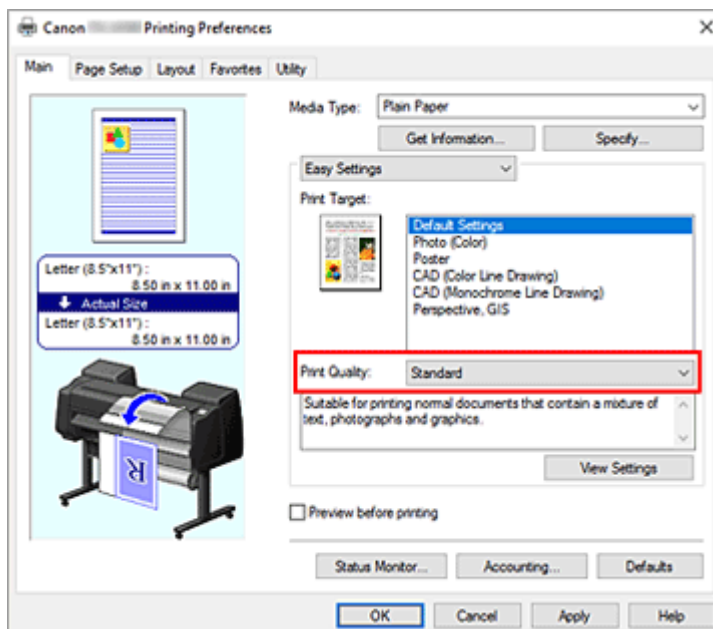 Canon Printing Preferences
Main Page Setup Layout Favorites Utility
Media Type: Plain Paper
Get Information... Specify...
Easy Settings
Print Target:
Default Settings
Photo (Color)
Poster
CAD (Color Line Drawing)
CAD (Monochrome Line Drawing)
Perspective, GIS
Letter (8.5"x11") :
8.50 in x 11.00 in
Actual Size
Letter (8.5"x11") :
8.50 in x 11.00 in
R
Print Quality: Standard
Suitable for printing normal documents that contain a mixture of
text, photographs and graphics.
View Settings
Preview before printing
Status Monitor... Accounting... Defaults
OK Cancel Apply Help